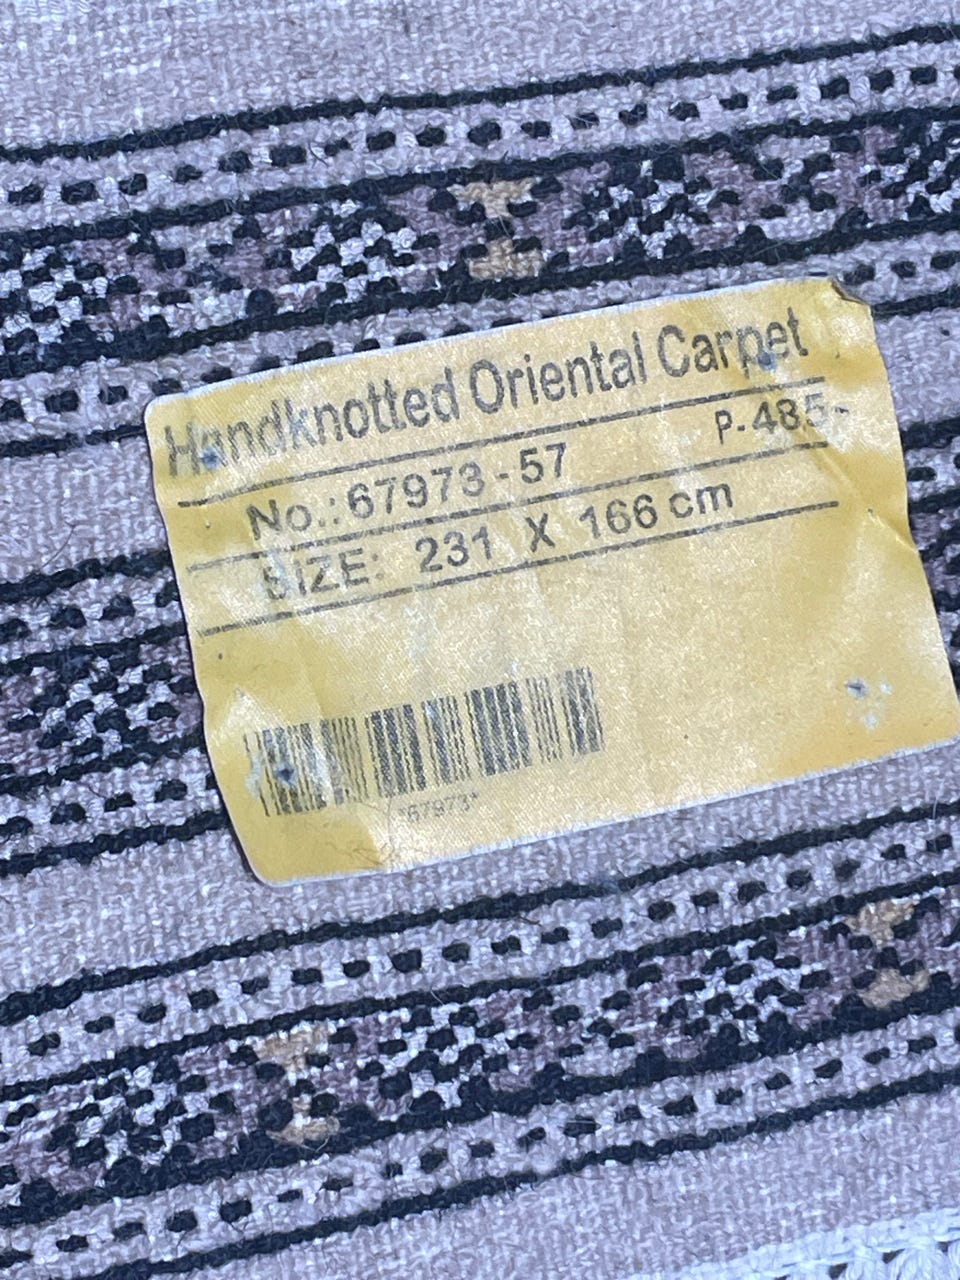 Handknotted Oriental Carpet
No.: 67973-57 P.485-
SIZE: 231 X 166 cm
*67973*